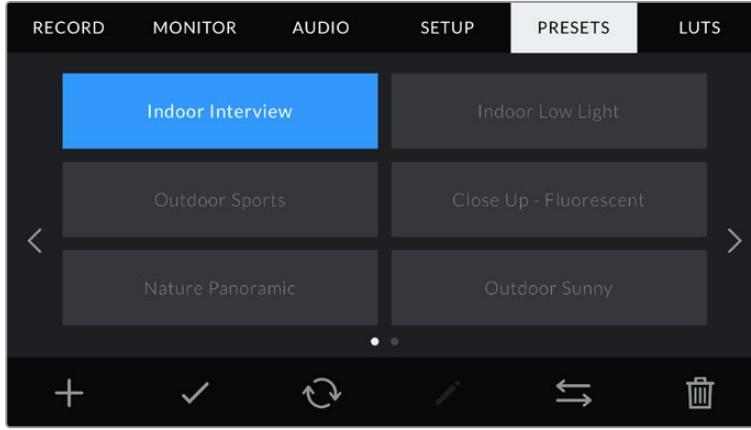 RECORD MONITOR AUDIO SETUP PRESETS LUTS
Indoor Interview Indoor Low Light
Outdoor Sports Close Up - Fluorescent
Nature Panoramic Outdoor Sunny